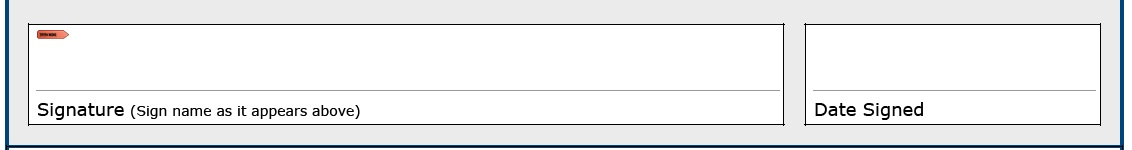 Signature (Sign name as it appears above)
Date Signed